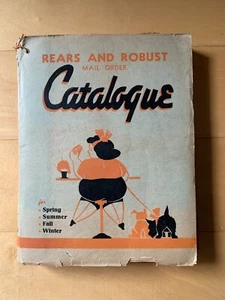 REARS AND ROBUST
MAIL ORDER
Catalogue
for
Spring
Summer
Fall
Winter